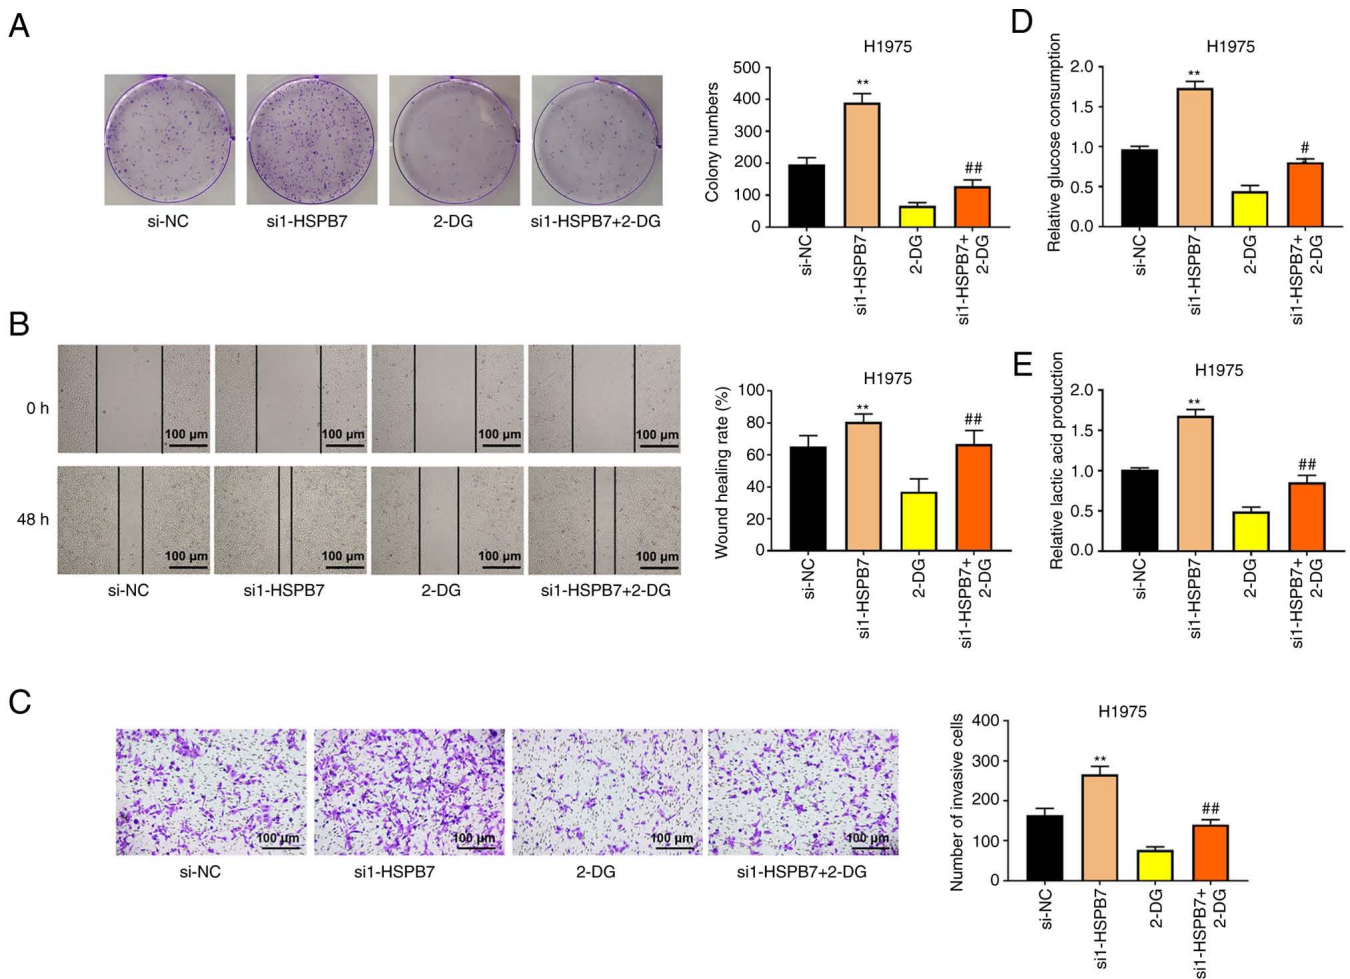 A
si-NC
si1-HSPB7
2-DG
si1-HSPB7+2-DG
H1975
Colony numbers
500
400
300
200
100
0
**
##
si-NC
si1-HSPB7
2-DG
si1-HSPB7+
2-DG
D
H1975
Relative glucose consumption
2.0
1.5
1.0
0.5
0.0
**
#
si-NC
si1-HSPB7
2-DG
si1-HSPB7+
2-DG
B
0 h
100 μm
100 μm
100 μm
100 μm
48 h
100 μm
100 μm
100 μm
100 μm
si-NC
si1-HSPB7
2-DG
si1-HSPB7+2-DG
H1975
Wound healing rate (%)
100
80
60
40
20
0
**
##
si-NC
si1-HSPB7
2-DG
si1-HSPB7+
2-DG
E
H1975
Relative lactic acid production
2.0
1.5
1.0
0.5
0.0
**
##
si-NC
si1-HSPB7
2-DG
si1-HSPB7+
2-DG
C
100 μm
100 μm
100 μm
100 μm
si-NC
si1-HSPB7
2-DG
si1-HSPB7+2-DG
H1975
Number of invasive cells
400
300
200
100
0
**
##
si-NC
si1-HSPB7
2-DG
si1-HSPB7+
2-DG